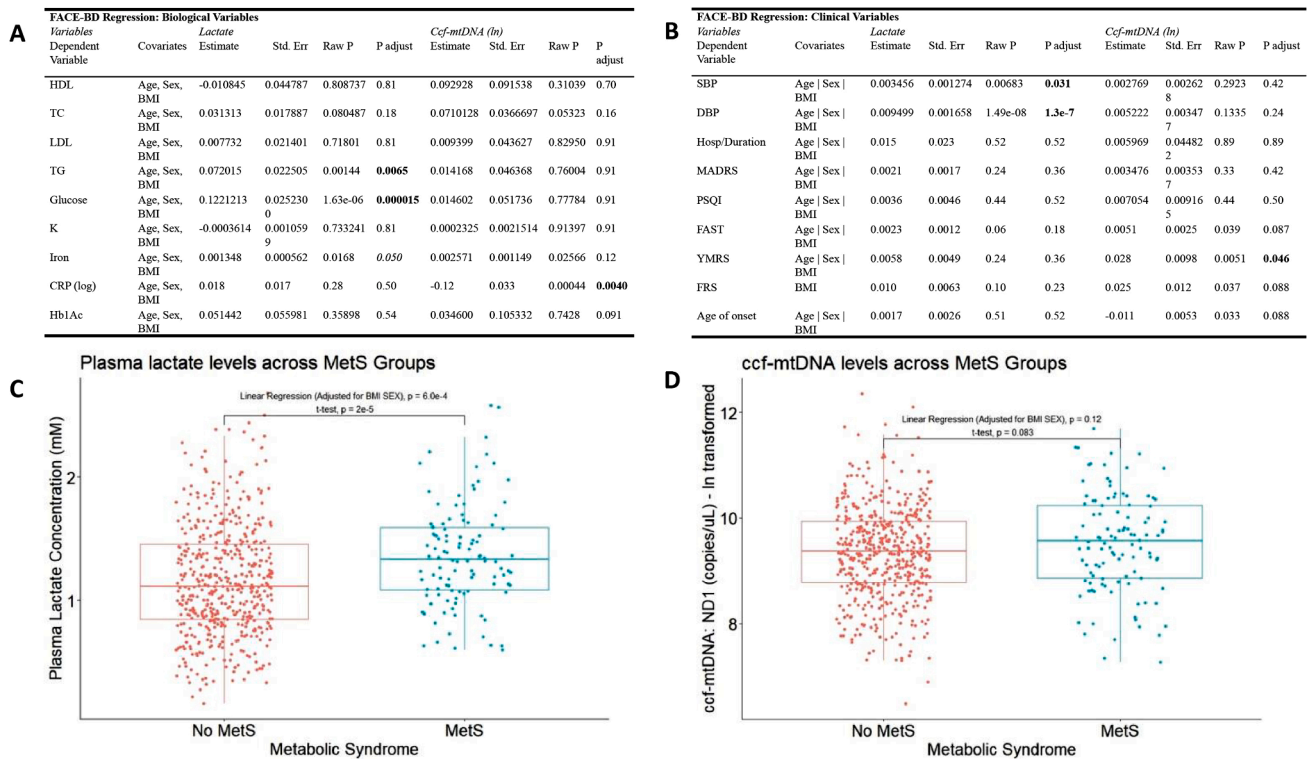 A
FACE-BD Regression: Biological Variables
Variables Lactate Ccf-mtDNA (ln)
Dependent Covariates Estimate Std. Err Raw P P adjust Estimate Std. Err Raw P P
Variable adjust
HDL Age, Sex, -0.010845 0.044787 0.808737 0.81 0.092928 0.091538 0.31039 0.70
BMI
TC Age, Sex, 0.031313 0.017887 0.080487 0.18 0.0710128 0.0366697 0.05323 0.16
BMI
LDL Age, Sex, 0.007732 0.021401 0.71801 0.81 0.009399 0.043627 0.82950 0.91
BMI
TG Age, Sex, 0.072015 0.022505 0.00144 0.0065 0.014168 0.046368 0.76004 0.91
BMI
Glucose Age, Sex, 0.1221213 0.025230 1.63e-06 0.000015 0.014602 0.051736 0.77784 0.91
BMI 0
K Age, Sex, -0.0003614 0.001059 0.733241 0.81 0.0002325 0.0021514 0.91397 0.91
BMI 9
Iron Age, Sex, 0.001348 0.000562 0.0168 0.050 0.002571 0.001149 0.02566 0.12
BMI
CRP (log) Age, Sex, 0.018 0.017 0.28 0.50 -0.12 0.033 0.00044 0.0040
BMI
Hb1Ac Age, Sex, 0.051442 0.055981 0.35898 0.54 0.034600 0.105332 0.7428 0.091
BMI
B
FACE-BD Regression: Clinical Variables
Variables Lactate Ccf-mtDNA (ln)
Dependent Covariates Estimate Std. Err Raw P P adjust Estimate Std. Err Raw P P adjust
Variable
SBP Age | Sex | 0.003456 0.001274 0.00683 0.031 0.002769 0.00262 0.2923 0.42
BMI 8
DBP Age | Sex | 0.009499 0.001658 1.49e-08 1.3e-7 0.005222 0.00347 0.1335 0.24
BMI 7
Hosp/Duration Age | Sex | 0.015 0.023 0.52 0.52 0.005969 0.04482 0.89 0.89
BMI 2
MADRS Age | Sex | 0.0021 0.0017 0.24 0.36 0.003476 0.00353 0.33 0.42
BMI 7
PSQI Age | Sex | 0.0036 0.0046 0.44 0.52 0.007054 0.00916 0.44 0.50
BMI 5
FAST Age | Sex | 0.0023 0.0012 0.06 0.18 0.0051 0.0025 0.039 0.087
BMI
YMRS Age | Sex | 0.0058 0.0049 0.24 0.36 0.028 0.0098 0.0051 0.046
BMI
FRS BMI 0.010 0.0063 0.10 0.23 0.025 0.012 0.037 0.088
Age of onset Age | Sex | 0.0017 0.0026 0.51 0.52 -0.011 0.0053 0.033 0.088
BMI
C
Plasma lactate levels across MetS Groups
Linear Regression (Adjusted for BMI SEX), p = 6.0e-4
t-test, p = 2e-5
Plasma Lactate Concentration (mM)
2
1
No MetS MetS
Metabolic Syndrome
D
ccf-mtDNA levels across MetS Groups
Linear Regression (Adjusted for BMI SEX), p = 0.12
t-test, p = 0.083
ccf-mtDNA: ND1 (copies/uL) - ln transformed
12
10
8
No MetS MetS
Metabolic Syndrome